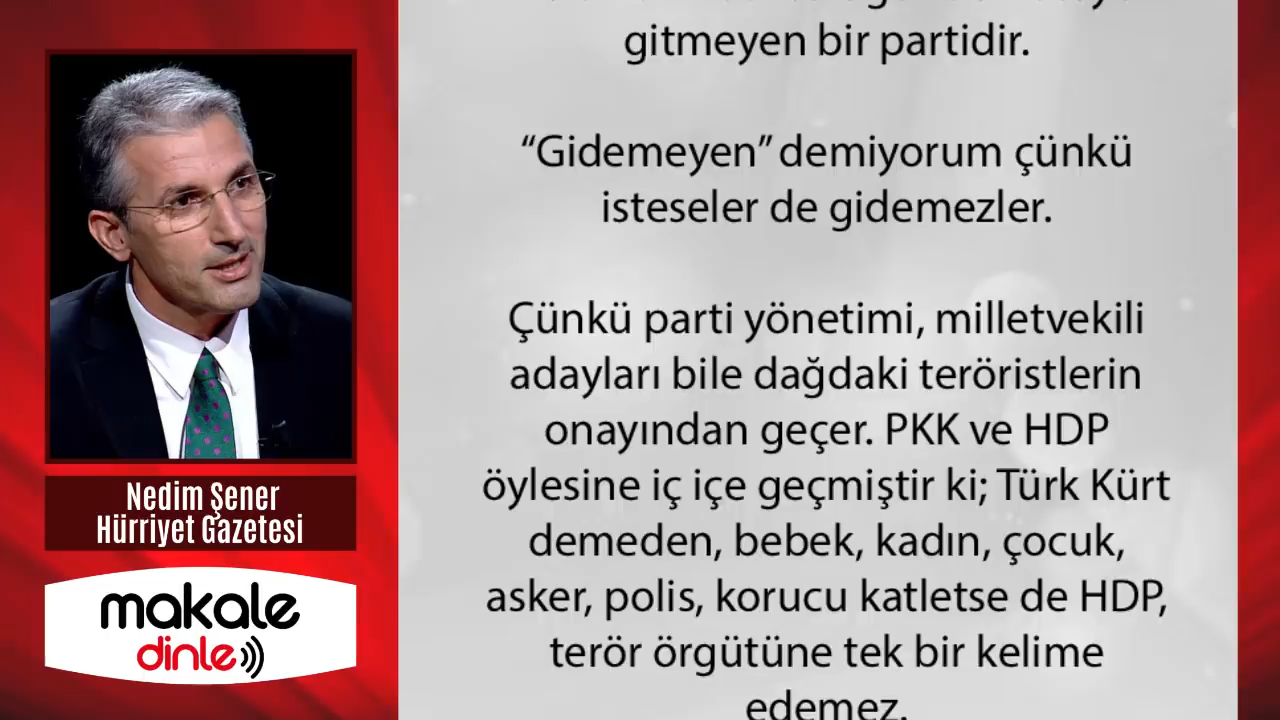 gitmeyen bir partidir.
“Gidemeyen” demiyorum çünkü
isteseler de gidemezler.
Çünkü parti yönetimi, milletvekili
adayları bile dağdaki teröristlerin
onayından geçer. PKK ve HDP
öylesine iç içe geçmiştir ki; Türk Kürt
demeden, bebek, kadın, çocuk,
asker, polis, korucu katletse de HDP,
terör örgütüne tek bir kelime
edemez.
Nedim Şener
Hürriyet Gazetesi
makale
dinle